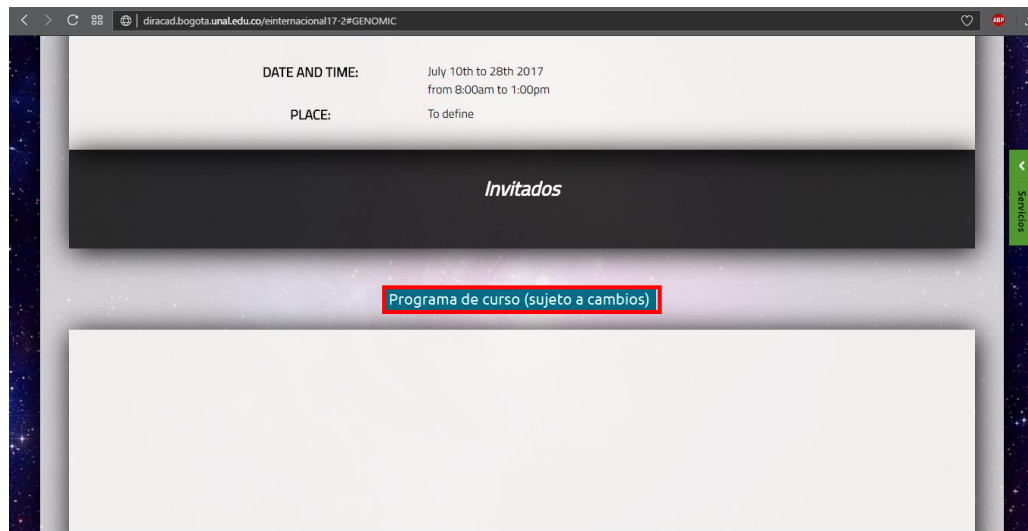 diracad.bogota.unal.edu.co/einternacional17-2#GENOMIC
ABP
DATE AND TIME:
July 10th to 28th 2017
from 8:00am to 1:00pm
PLACE:
To define
Invitados
Servicios
Programa de curso (sujeto a cambios)